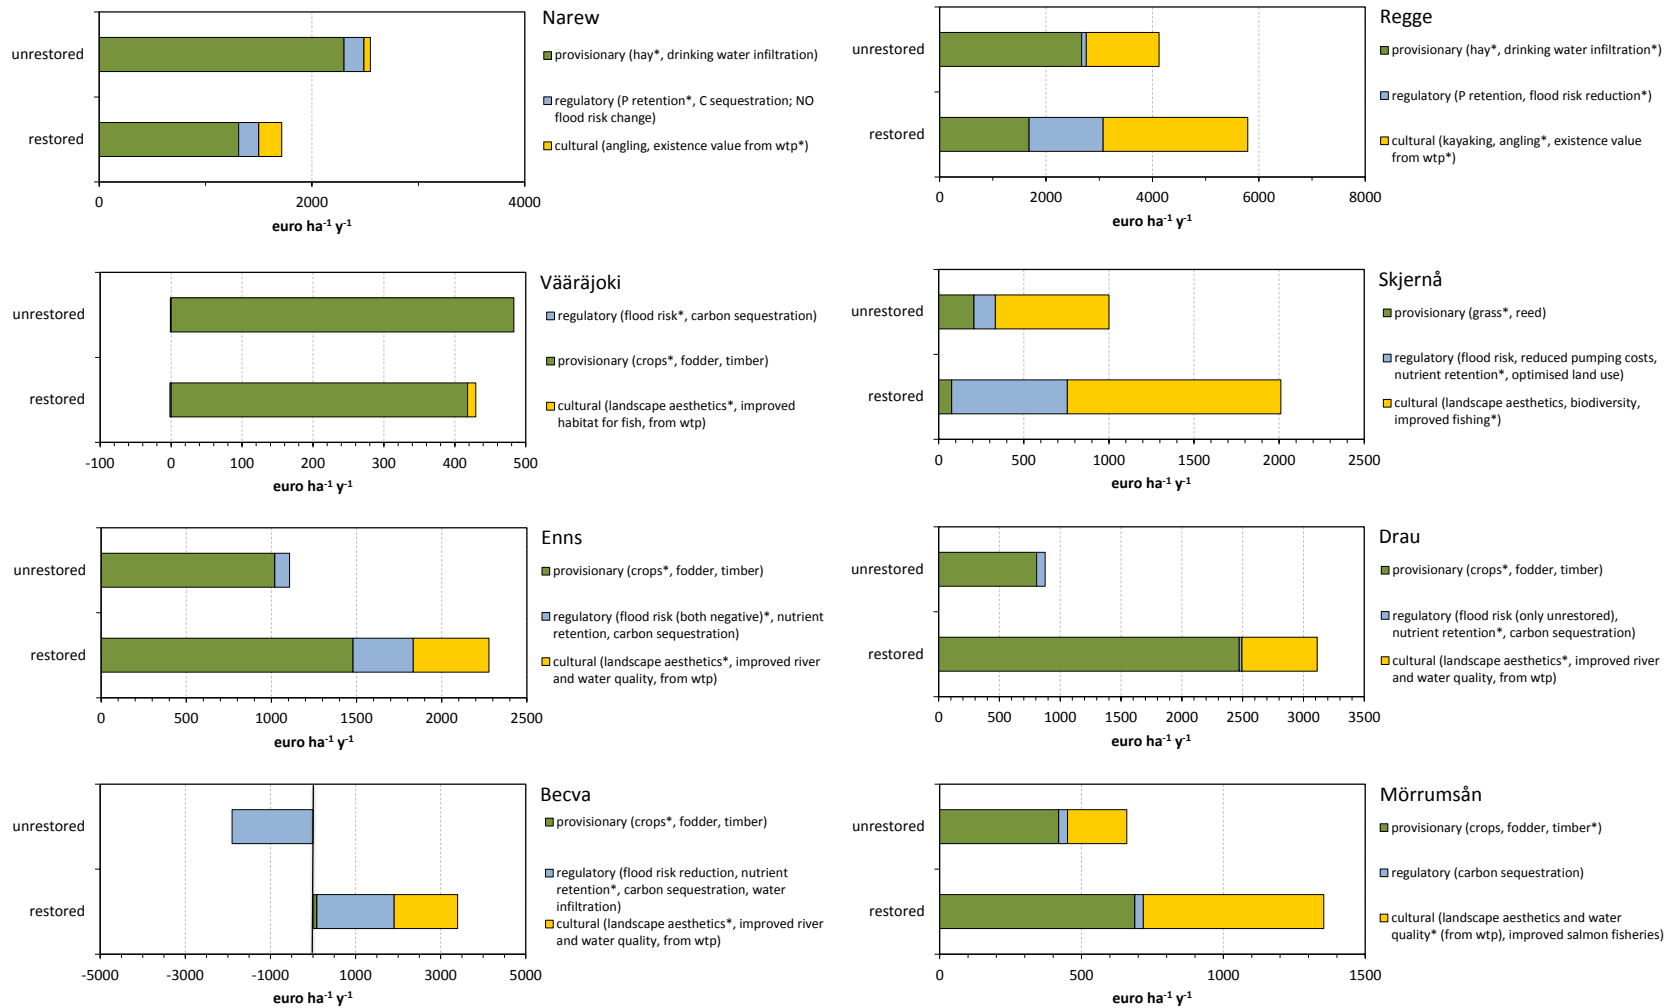 Narew
unrestored
restored
provisionary (hay*, drinking water infiltration)
regulatory (P retention*, C sequestration; NO
flood risk change)
cultural (angling, existence value from wtp*)
0 2000 4000
euro ha⁻¹ y⁻¹
Regge
unrestored
restored
provisionary (hay*, drinking water infiltration*)
regulatory (P retention, flood risk reduction*)
cultural (kayaking, angling*, existence value
from wtp*)
0 2000 4000 6000 8000
euro ha⁻¹ y⁻¹
Vääräjoki
unrestored
restored
regulatory (flood risk*, carbon sequestration)
provisionary (crops*, fodder, timber)
cultural (landscape aesthetics*, improved
habitat for fish, from wtp)
-100 0 100 200 300 400 500
euro ha⁻¹ y⁻¹
Skjernå
unrestored
restored
provisionary (grass*, reed)
regulatory (flood risk, reduced pumping costs,
nutrient retention*, optimised land use)
cultural (landscape aesthetics, biodiversity,
improved fishing*)
0 500 1000 1500 2000 2500
euro ha⁻¹ y⁻¹
Enns
unrestored
restored
provisionary (crops*, fodder, timber)
regulatory (flood risk (both negative)*, nutrient
retention, carbon sequestration)
cultural (landscape aesthetics*, improved river
and water quality, from wtp)
0 500 1000 1500 2000 2500
euro ha⁻¹ y⁻¹
Drau
unrestored
restored
provisionary (crops*, fodder, timber)
regulatory (flood risk (only unrestored),
nutrient retention*, carbon sequestration)
cultural (landscape aesthetics*, improved river
and water quality, from wtp)
0 500 1000 1500 2000 2500 3000 3500
euro ha⁻¹ y⁻¹
Becva
unrestored
restored
provisionary (crops*, fodder, timber)
regulatory (flood risk reduction, nutrient
retention*, carbon sequestration, water
infiltration)
cultural (landscape aesthetics*, improved river
and water quality, from wtp)
-5000 -3000 -1000 1000 3000 5000
euro ha⁻¹ y⁻¹
Mörrumsån
unrestored
restored
provisionary (crops, fodder, timber*)
regulatory (carbon sequestration)
cultural (landscape aesthetics and water
quality* (from wtp), improved salmon fisheries)
0 500 1000 1500
euro ha⁻¹ y⁻¹